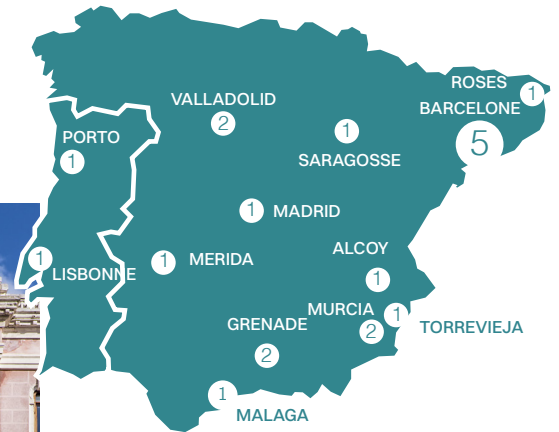 ROSES
1
BARCELONE
5
VALLADOLID
2
1
SARAGOSSE
PORTO
1
1 MADRID
ALCOY
1
1
LISBONNE
1 MERIDA
MURCIA
2
1
TORREVIEJA
GRENADE
2
1
MALAGA